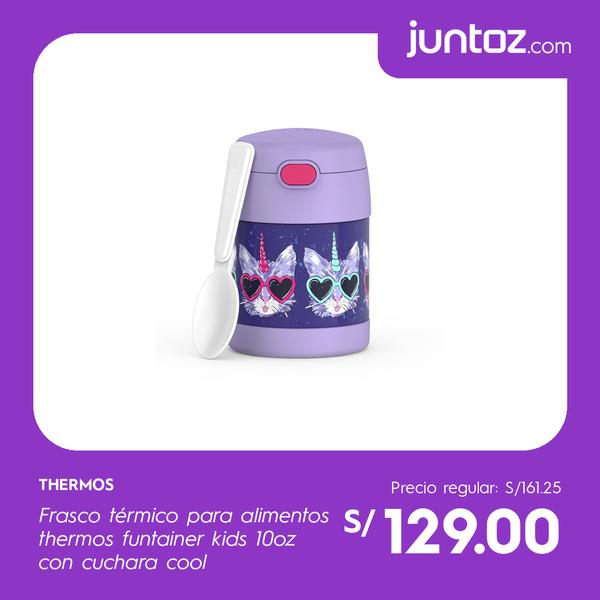 juntoz.com
THERMOS
Frasco térmico para alimentos
thermos funtainer kids 10oz
con cuchara cool
Precio regular: S/161.25
S/129.00